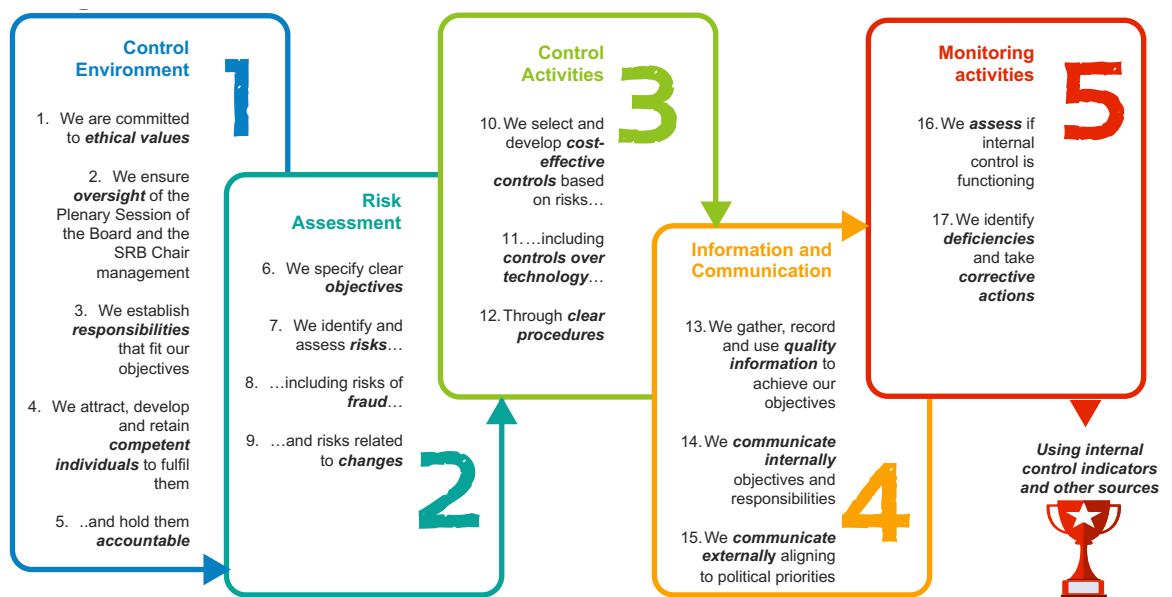 Control
Environment
1
1. We are committed
to ethical values
2. We ensure
oversight of the
Plenary Session of
the Board and the
SRB Chair
management
3. We establish
responsibilities
that fit our
objectives
4. We attract, develop
and retain
competent
individuals to fulfil
them
5. ..and hold them
accountable
Risk
Assessment
6. We specify clear
objectives
7. We identify and
assess risks…
8. …including risks of
fraud…
9. …and risks related
to changes
2
Control
Activities
3
10. We select and
develop cost-
effective
controls based
on risks…
11. …including
controls over
technology…
12. Through clear
procedures
Information and
Communication
13. We gather, record
and use quality
information to
achieve our
objectives
14. We communicate
internally
objectives and
responsibilities
15. We communicate
externally aligning
to political priorities
4
Monitoring
activities
5
16. We assess if
internal
control is
functioning
17. We identify
deficiencies
and take
corrective
actions
Using internal
control indicators
and other sources